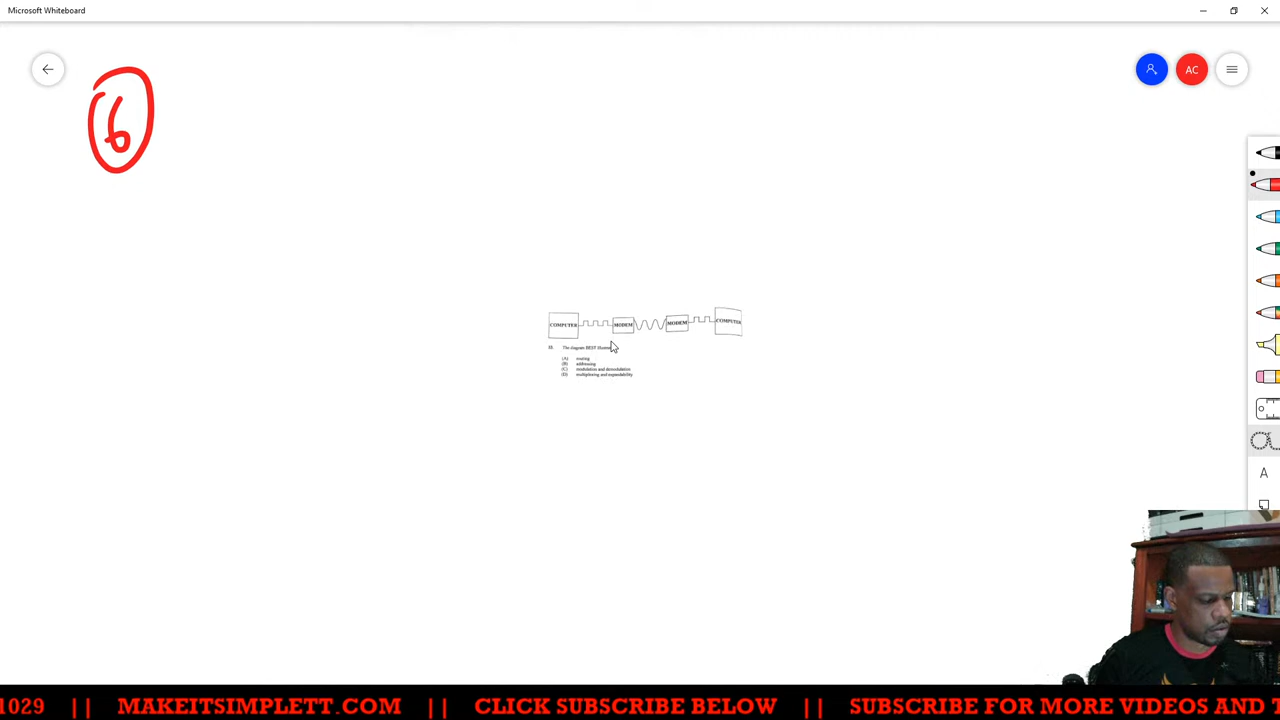 Microsoft Whiteboard
6
AC
COMPUTER MODEM MODEM COMPUTER
The diagram BEST
(A) routing
(B) addressing
(C) modulation and demodulation
(D) multiplexing and expandability
A
1029 || MAKEITSIMPLETT.COM || CLICK SUBSCRIBE BELOW || SUBSCRIBE FOR MORE VIDEOS AND T